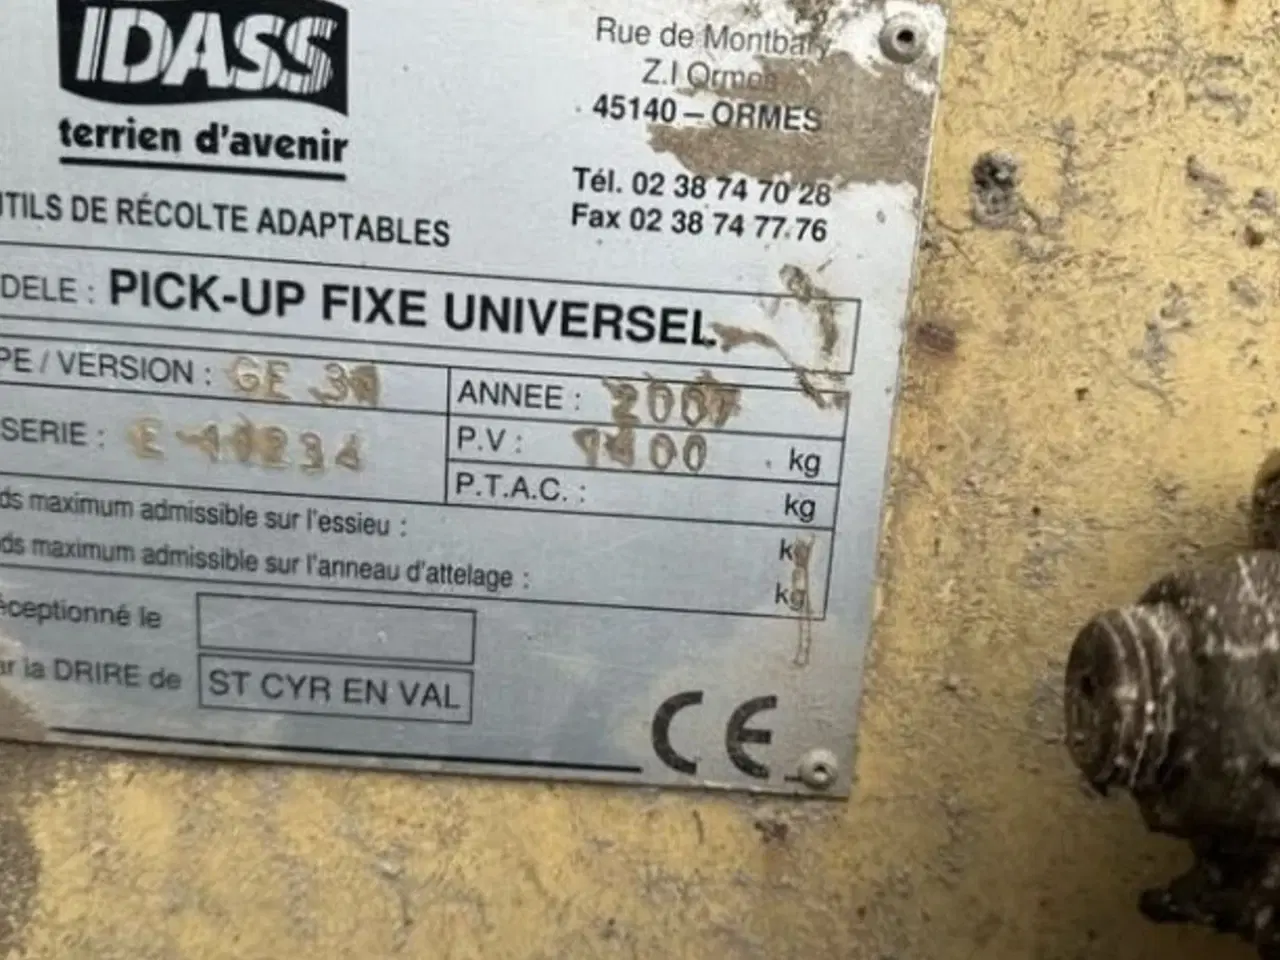 IDASS
terrien d'avenir
Rue de Montbary
Z.I Ormes
45140 – ORMES
Tél. 02 38 74 70 28
Fax 02 38 74 77.76
UTILS DE RÉCOLTE ADAPTABLES
DELE : PICK-UP FIXE UNIVERSEL
PE / VERSION : GE
ANNEE : 2007
SERIE :
P.V : kg
P.T.A.C. : kg
ds maximum admissible sur l'essieu : kg
ds maximum admissible sur l'anneau d'attelage : kg
éceptionné le
ar la DRIRE de ST CYR EN VAL
CE